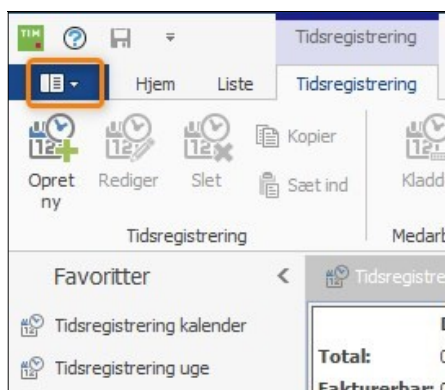 TIM
Tidsregistrering
Hjem Liste Tidsregistrering
Opret ny
Rediger
Slet
Kopier
Sæt ind
Kladd
Tidsregistrering
Medarb
Favoritter
Tidsregistre
Tidsregistrering kalender
Tidsregistrering uge
Total:
Fakturerbar: